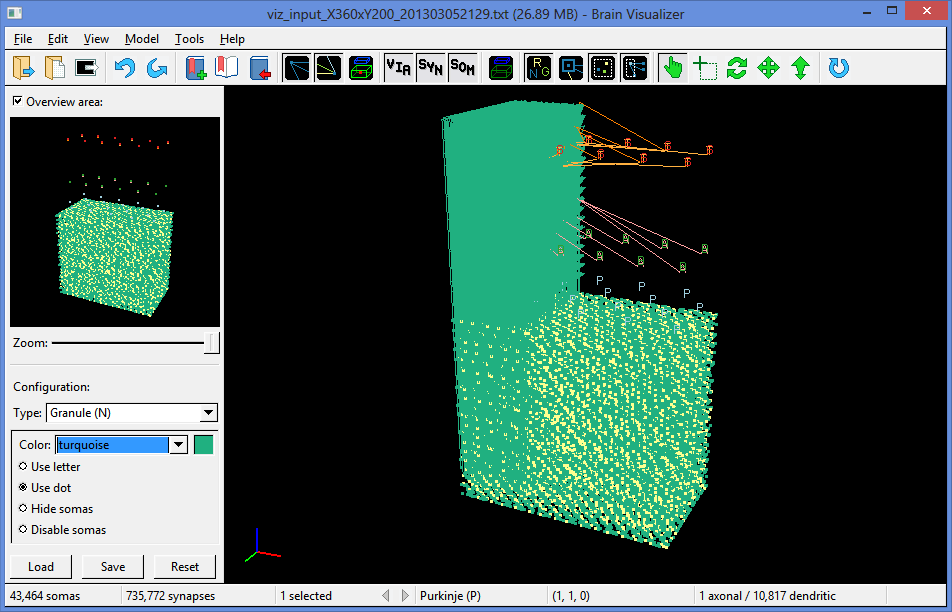 viz_input_X360xY200_201303052129.txt (26.89 MB) - Brain Visualizer
File Edit View Model Tools Help
VIA SYN SOM R N G
Overview area:
Zoom:
Configuration:
Type: Granule (N)
Color: turquoise
Use letter
Use dot
Hide somas
Disable somas
Load Save Reset
A A A A A A A
P P P P P P
43,464 somas 735,772 synapses 1 selected Purkinje (P) (1, 1, 0) 1 axonal / 10,817 dendritic